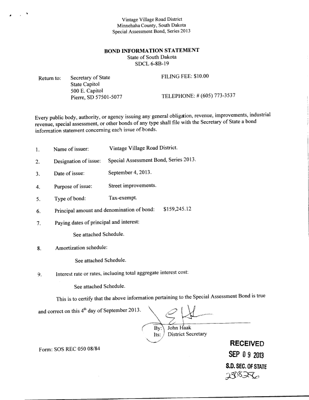 Vintage Village Road District
Minnehaha County, South Dakota
Special Assessment Bond, Series 2013
BOND INFORMATION STATEMENT
State of South Dakota
SDCL 6-8B-19
Return to: Secretary of State FILING FEE: $10.00
State Capitol
500 E. Capitol
Pierre, SD 57501-5077 TELEPHONE: # (605) 773-3537
Every public body, authority, or agency issuing any general obligation, revenue, improvements, industrial
revenue, special assessment, or other bonds of any type shall file with the Secretary of State a bond
information statement concerning each issue of bonds.
1. Name of issuer: Vintage Village Road District.
2. Designation of issue: Special Assessment Bond, Series 2013.
3. Date of issue: September 4, 2013.
4. Purpose of issue: Street improvements.
5. Type of bond: Tax-exempt.
6. Principal amount and denomination of bond: $159,245.12
7. Paying dates of principal and interest:
See attached Schedule.
8. Amortization schedule:
See attached Schedule.
9. Interest rate or rates, including total aggregate interest cost:
See attached Schedule.
This is to certify that the above information pertaining to the Special Assessment Bond is true
and correct on this 4th day of September 2013.
By: John Haak
Its: District Secretary
Form: SOS REC 050 08/84
RECEIVED
SEP 09 2013
S.D. SEC. OF STATE